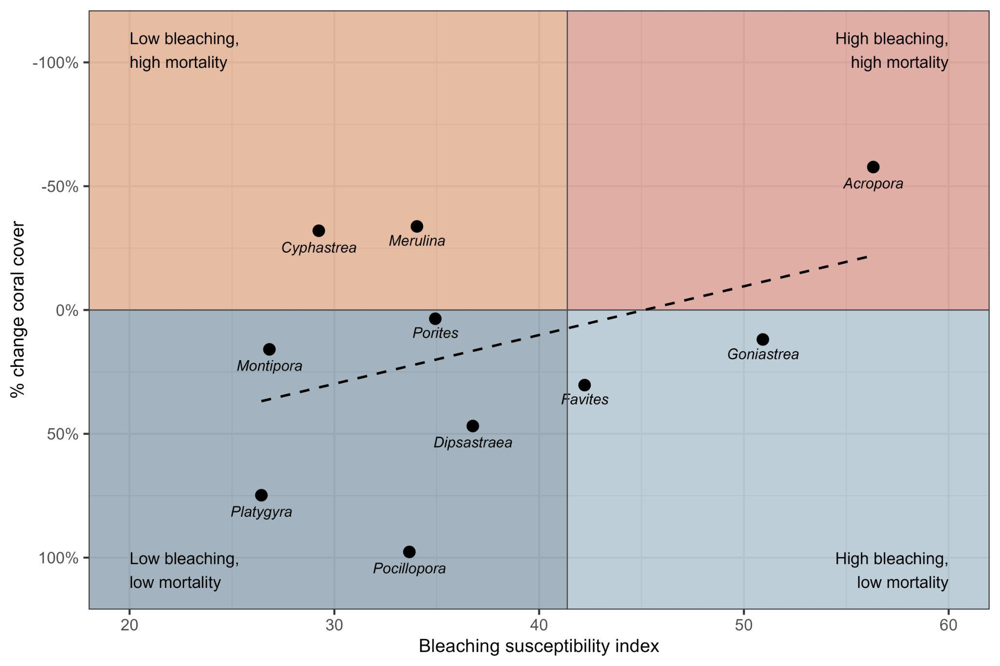 Low bleaching,
high mortality
High bleaching,
high mortality
-100%
-50%
0%
50%
100%
% change coral cover
Acropora
Cyphastrea
Merulina
Porites
Montipora
Goniastrea
Favites
Dipsastraea
Platygyra
Pocillopora
Low bleaching,
low mortality
High bleaching,
low mortality
20
30
40
50
60
Bleaching susceptibility index